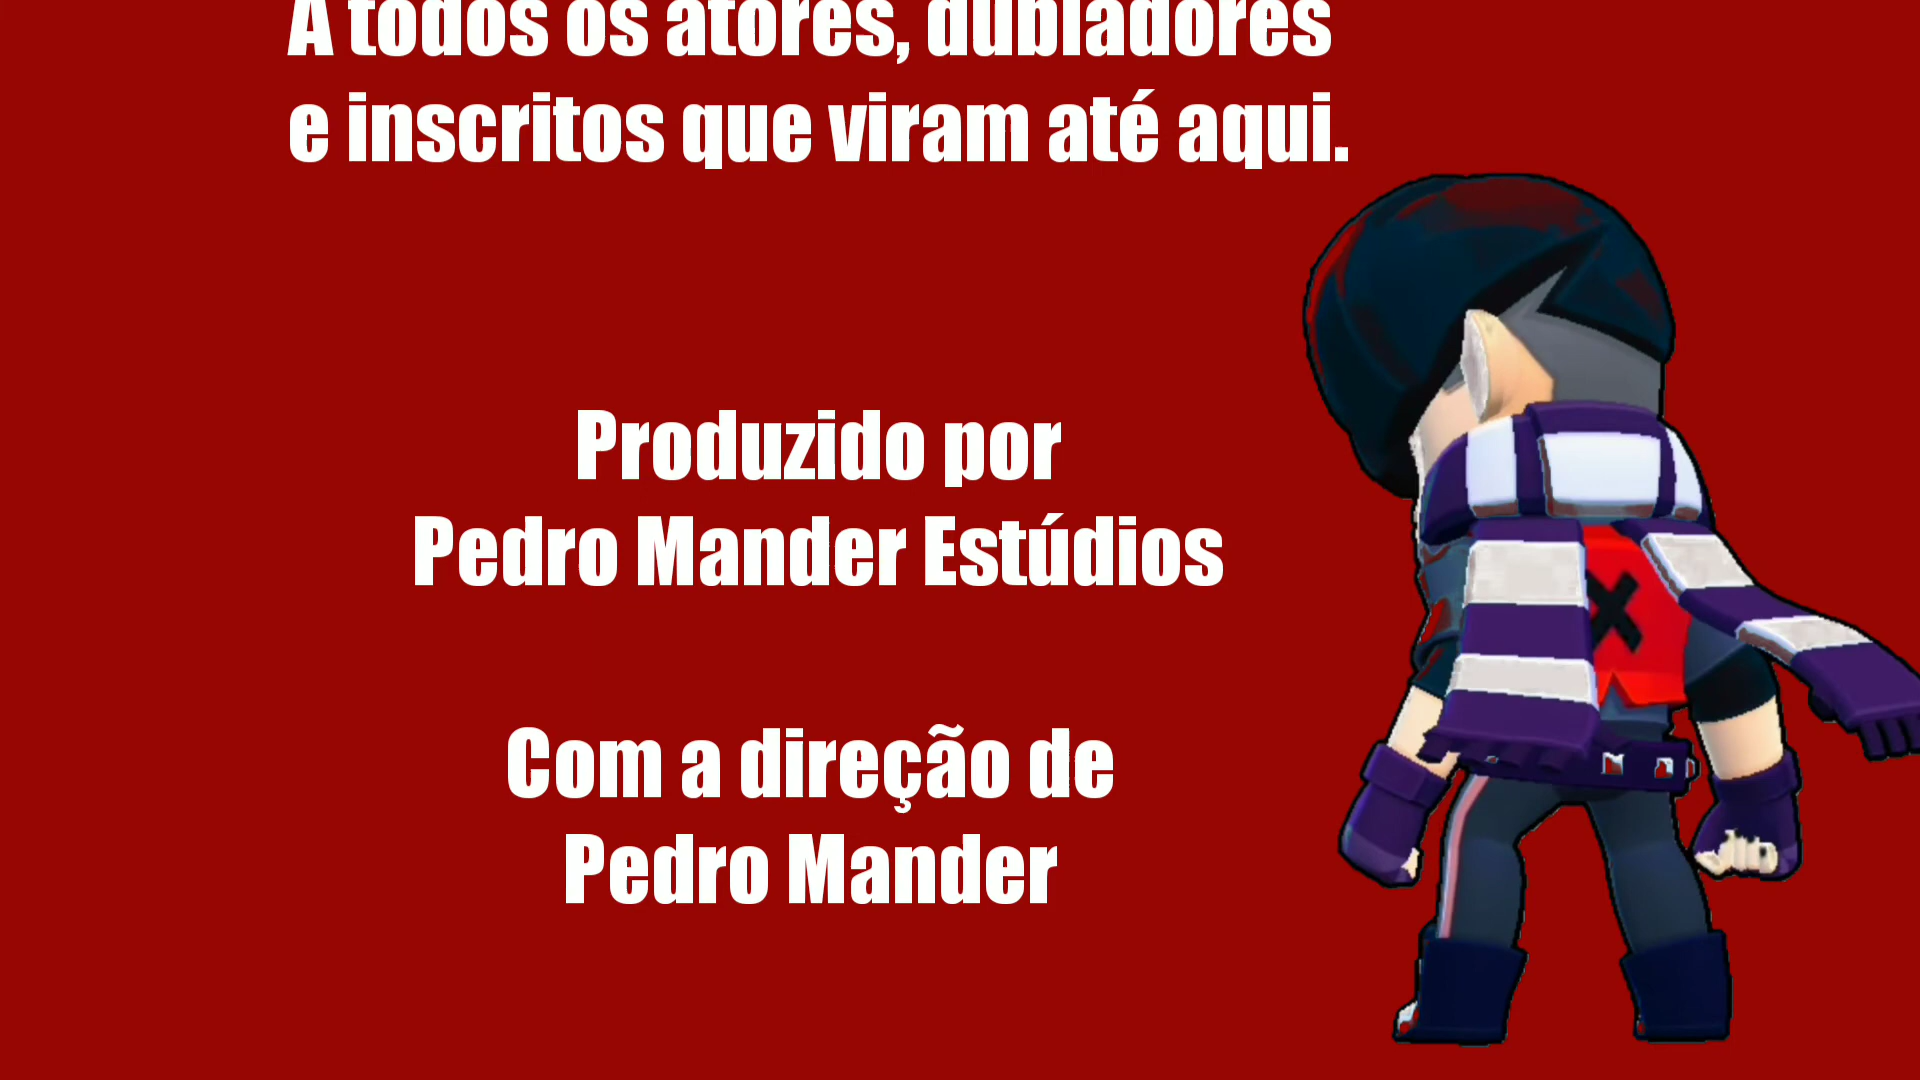 A todos os atores, dubladores
e inscritos que viram até aqui.
Produzido por
Pedro Mander Estúdios
Com a direção de
Pedro Mander